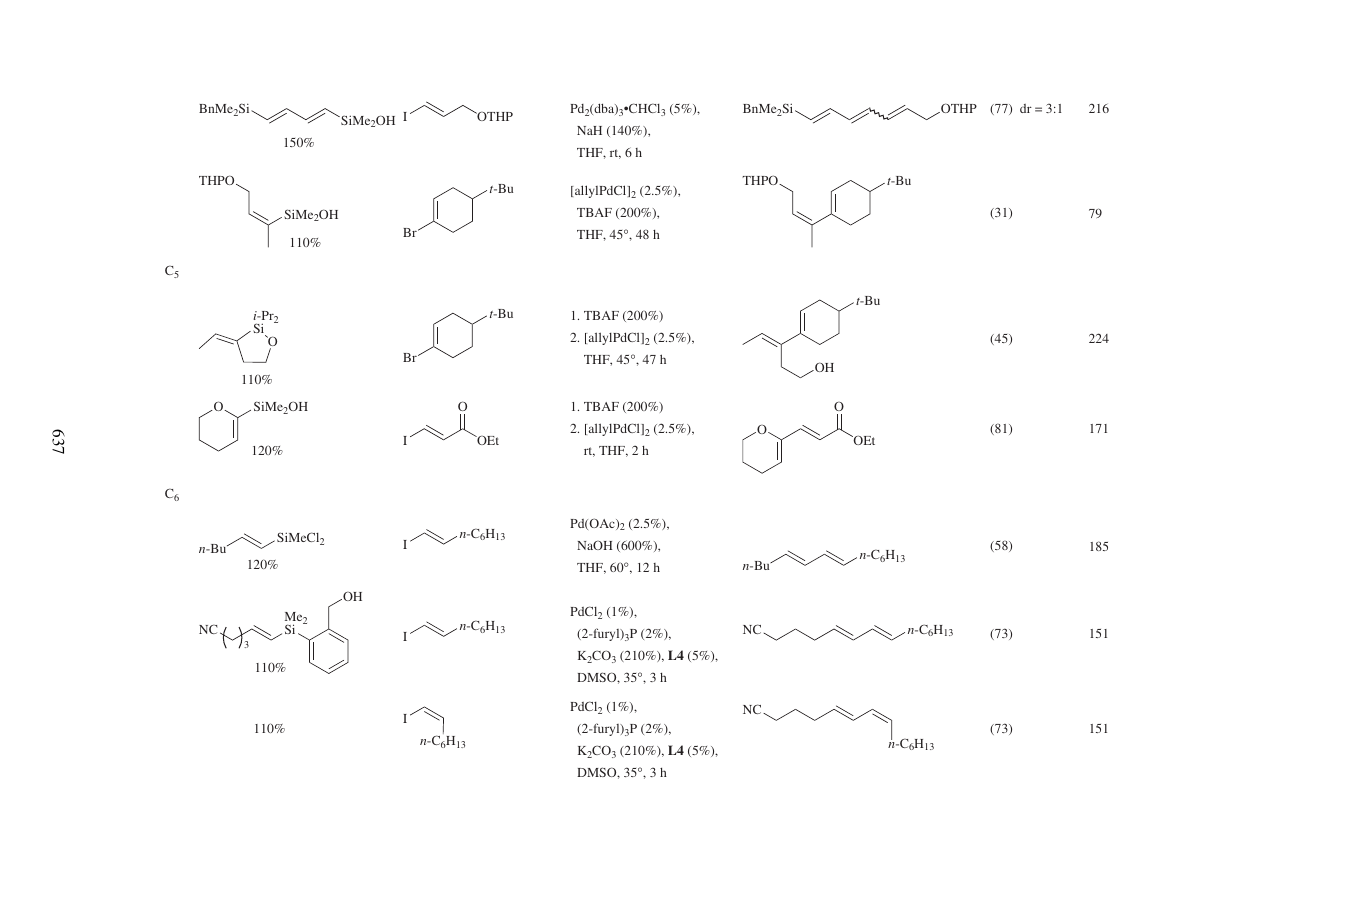 BnMe2Si SiMe2OH I OTHP Pd2(dba)3•CHCl3 (5%), BnMe2Si OTHP (77) dr = 3:1 216
150% NaH (140%),
THF, rt, 6 h
THPO SiMe2OH Br t-Bu [allylPdCl]2 (2.5%), THPO t-Bu (31) 79
110% TBAF (200%),
THF, 45°, 48 h
C5
i-Pr2 Si O Br t-Bu 1. TBAF (200%) t-Bu OH (45) 224
110% 2. [allylPdCl]2 (2.5%),
THF, 45°, 47 h
O SiMe2OH I O OEt 1. TBAF (200%) O O OEt (81) 171
120% 2. [allylPdCl]2 (2.5%),
rt, THF, 2 h
637
C6
n-Bu SiMeCl2 I n-C6H13 Pd(OAc)2 (2.5%), n-Bu n-C6H13 (58) 185
120% NaOH (600%),
THF, 60°, 12 h
NC ( )3 Me2 Si OH I n-C6H13 PdCl2 (1%), NC n-C6H13 (73) 151
110% (2-furyl)3P (2%),
K2CO3 (210%), L4 (5%),
DMSO, 35°, 3 h
110% I n-C6H13 PdCl2 (1%), NC n-C6H13 (73) 151
(2-furyl)3P (2%),
K2CO3 (210%), L4 (5%),
DMSO, 35°, 3 h